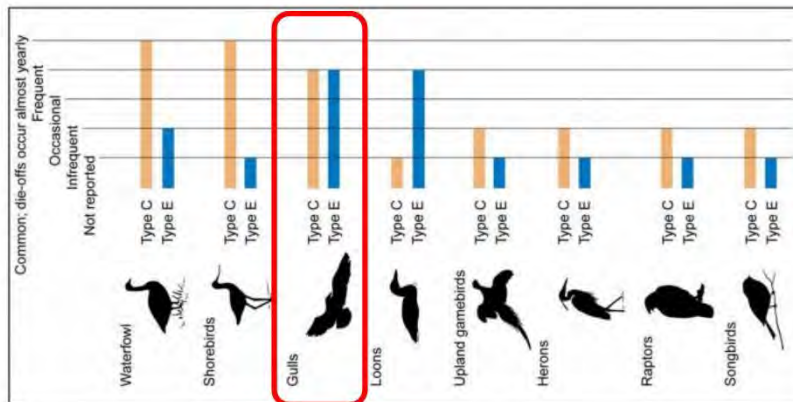 Common; die-offs occur almost yearly
Frequent
Occasional
Infrequent
Not reported
Type C
Type E
Type C
Type E
Type C
Type E
Type C
Type E
Type C
Type E
Type C
Type E
Type C
Type E
Type C
Type E
Waterfowl
Shorebirds
Gulls
Loons
Upland gamebirds
Herons
Raptors
Songbirds